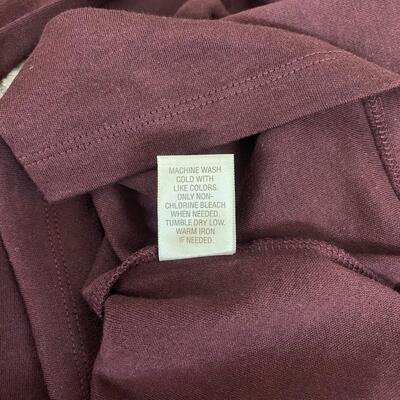 MACHINE WASH
COLD WITH
LIKE COLORS.
ONLY NON-
CHLORINE BLEACH
WHEN NEEDED.
TUMBLE DRY LOW.
WARM IRON
IF NEEDED.